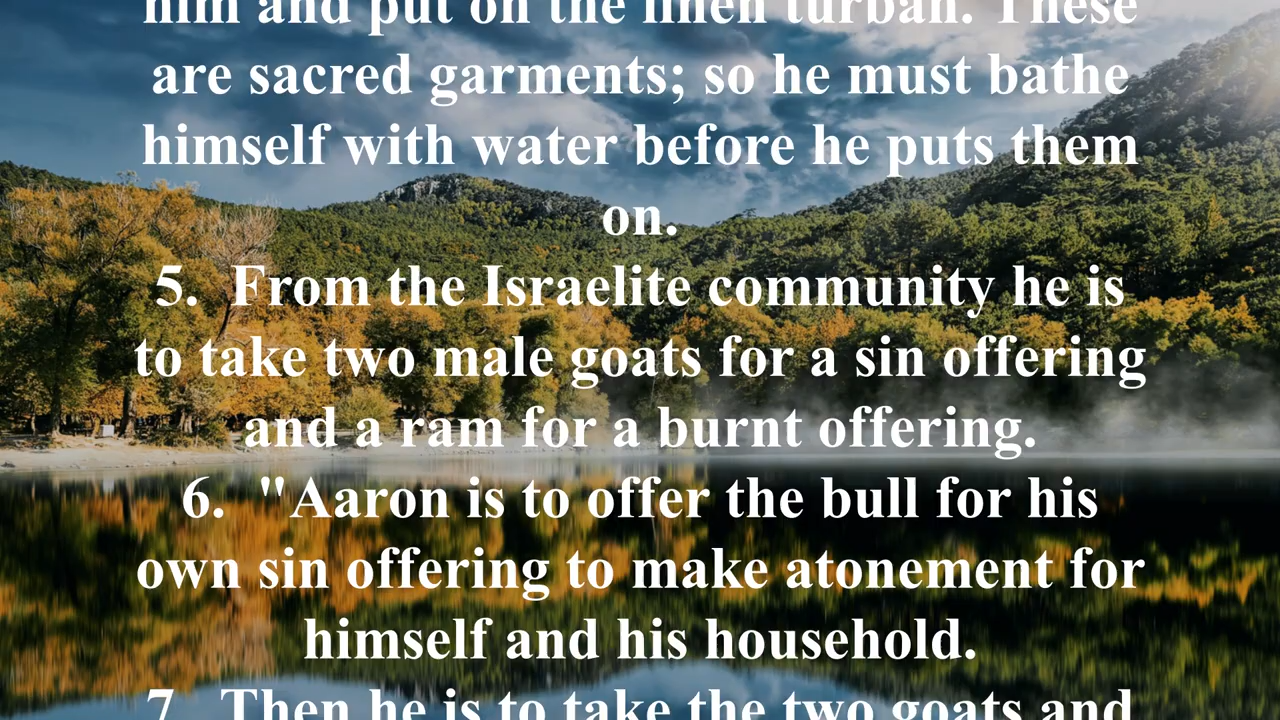 him and put on the linen turban. These
are sacred garments; so he must bathe
himself with water before he puts them
on.
5. From the Israelite community he is
to take two male goats for a sin offering
and a ram for a burnt offering.
6. "Aaron is to offer the bull for his
own sin offering to make atonement for
himself and his household.
7. Then he is to take the two goats and